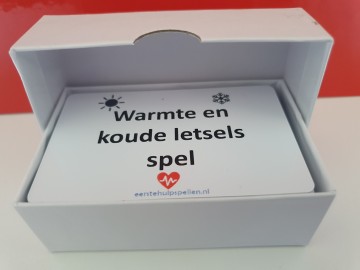 Warmte en
koude letsels
spel
eerstehulpspellen.nl